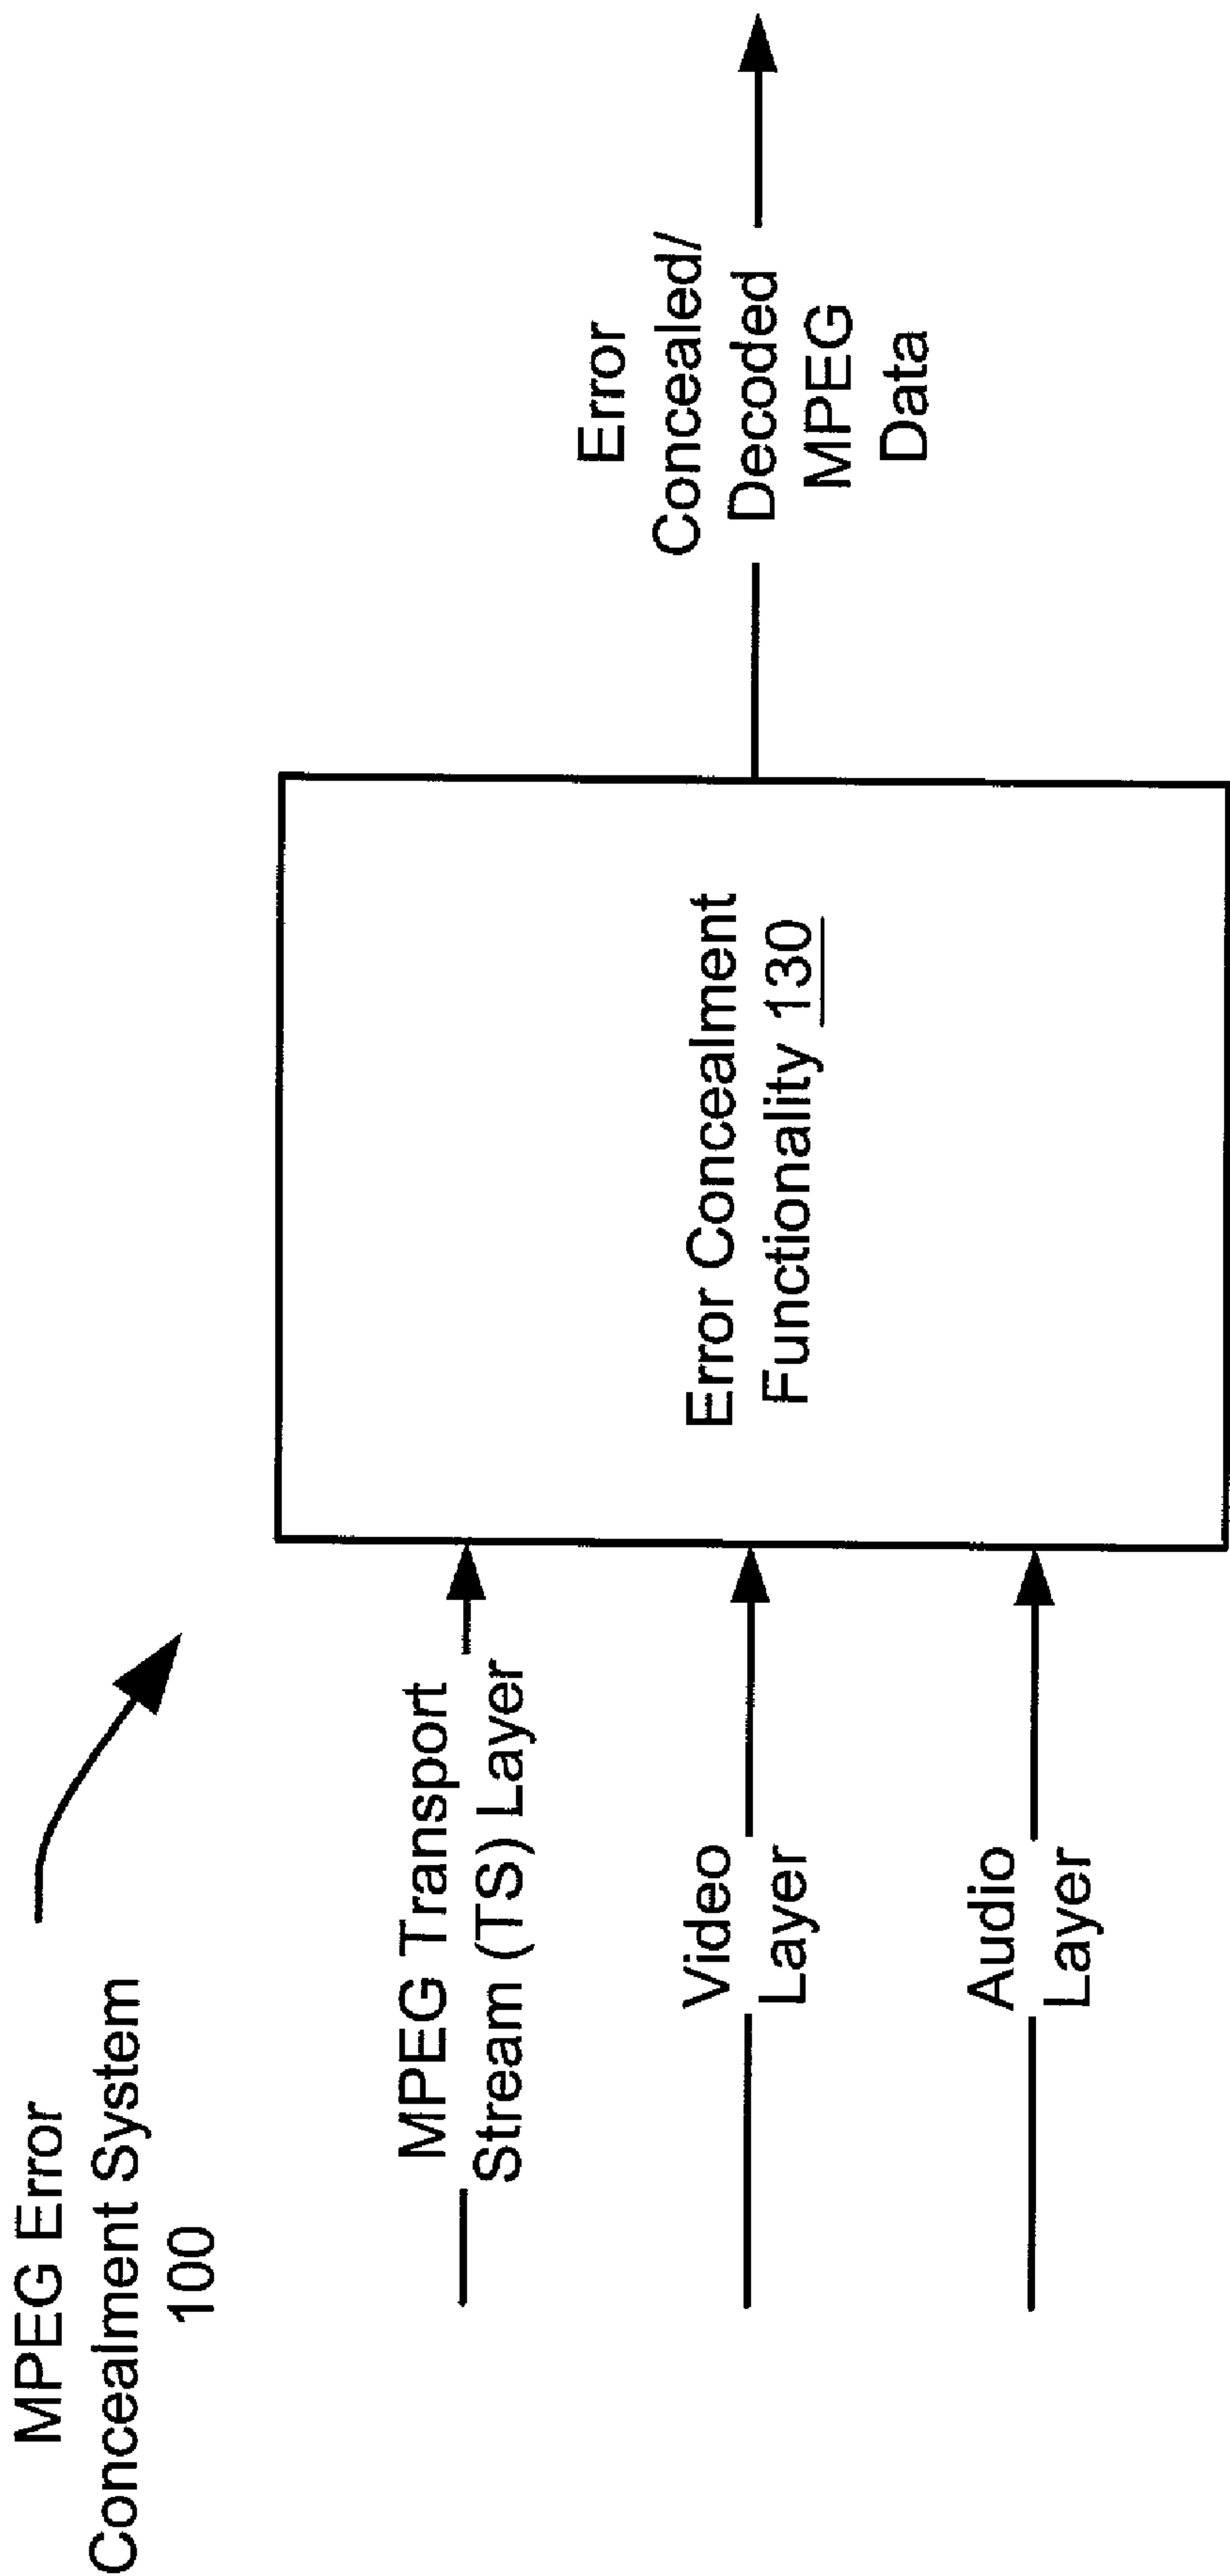 MPEG Error
Concealment System
100
MPEG Transport
Stream (TS) Layer
Video
Layer
Audio
Layer
Error Concealment
Functionality 130
Error
Concealed/
Decoded
MPEG
Data